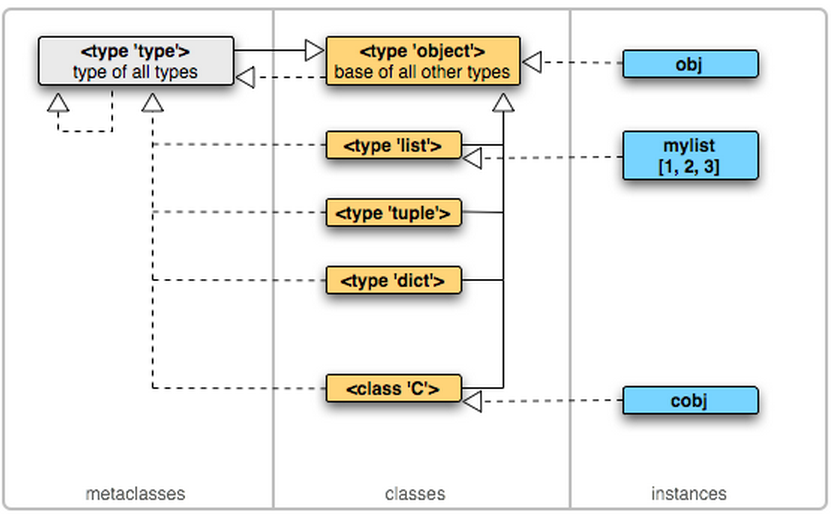 <type 'type'>
type of all types
<type 'object'>
base of all other types
obj
<type 'list'>
mylist
[1, 2, 3]
<type 'tuple'>
<type 'dict'>
<class 'C'>
cobj
metaclasses
classes
instances